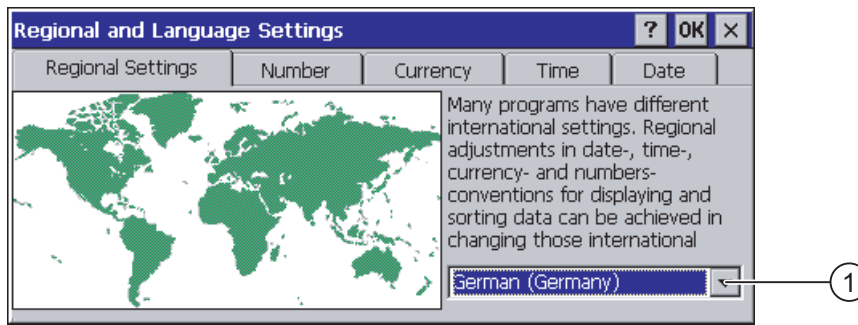 Regional and Language Settings ? OK ×
Regional Settings Number Currency Time Date
Many programs have different
international settings. Regional
adjustments in date-, time-,
currency- and numbers-
conventions for displaying and
sorting data can be achieved in
changing those international
German (Germany)
1